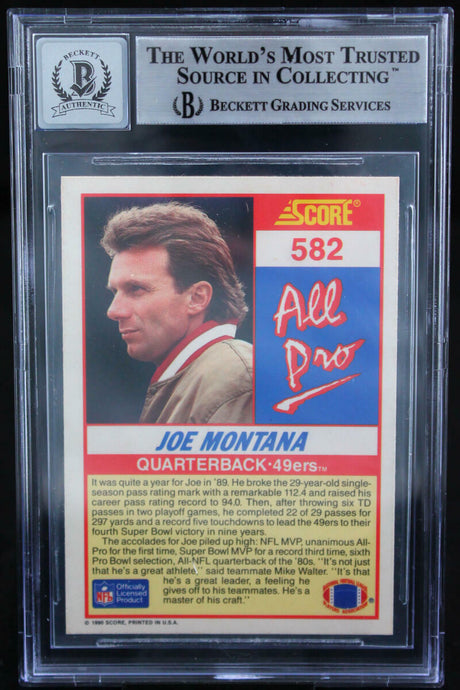 BECKETT
B
AUTHENTIC
THE WORLD'S MOST TRUSTED
SOURCE IN COLLECTING™
B BECKETT GRADING SERVICES
SCORE®
582
All
Pro
JOE MONTANA
QUARTERBACK·49ers™
It was quite a year for Joe in '89. He broke the 29-year-old single-
season pass rating mark with a remarkable 112.4 and raised his
career pass rating record to 94.0. Then, after throwing six TD
passes in two playoff games, he completed 22 of 29 passes for
297 yards and a record five touchdowns to lead the 49ers to their
fourth Super Bowl victory in nine years.
The accolades for Joe piled up high: NFL MVP, unanimous All-
Pro for the first time, Super Bowl MVP for a record third time, sixth
Pro Bowl selection, All-NFL quarterback of the '80s. "It's not just
that he's a great athlete," said teammate Mike Walter. "It's that
he's a great leader, a feeling he
gives off to his teammates. He's a
master of his craft."
NFL
Officially
Licensed
Product
© 1990 SCORE, PRINTED IN U.S.A.